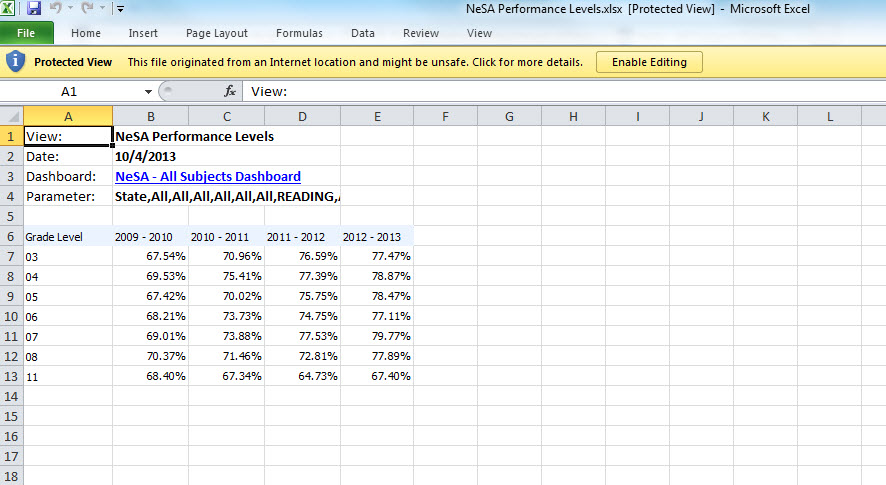 NeSA Performance Levels.xlsx [Protected View] - Microsoft Excel
File Home Insert Page Layout Formulas Data Review View
Protected View This file originated from an Internet location and might be unsafe. Click for more details. Enable Editing
A1 fx View:
A B C D E F G H I J K L
1 View: NeSA Performance Levels
2 Date: 10/4/2013
3 Dashboard: NeSA - All Subjects Dashboard
4 Parameter: State,All,All,All,All,All,All,READING,
5
6 Grade Level 2009 - 2010 2010 - 2011 2011 - 2012 2012 - 2013
7 03 67.54% 70.96% 76.59% 77.47%
8 04 69.53% 75.41% 77.39% 78.87%
9 05 67.42% 70.02% 75.75% 78.47%
10 06 68.21% 73.73% 74.75% 77.11%
11 07 69.01% 73.88% 77.53% 79.77%
12 08 70.37% 71.46% 72.81% 77.89%
13 11 68.40% 67.34% 64.73% 67.40%
14
15
16
17
18